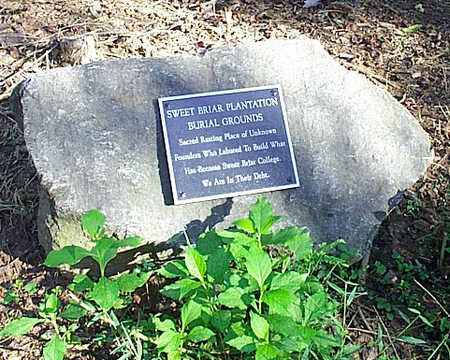 SWEET BRIAR PLANTATION
BURIAL GROUNDS
Sacred Resting Place of Unknown
Founders Who Labored To Build What
Has Become Sweet Briar College.
We Are In Their Debt.